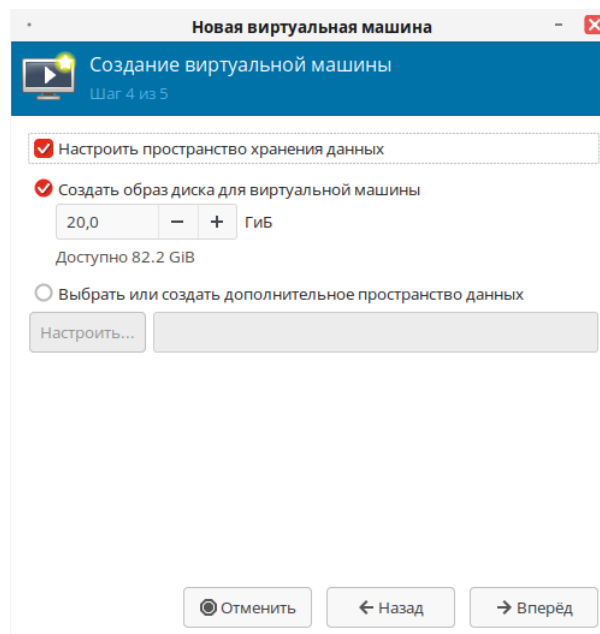 Новая виртуальная машина
Создание виртуальной машины
Шаг 4 из 5
Настроить пространство хранения данных
Создать образ диска для виртуальной машины
20,0 − + ГиБ
Доступно 82.2 GiB
Выбрать или создать дополнительное пространство данных
Настроить...
Отменить Назад Вперёд